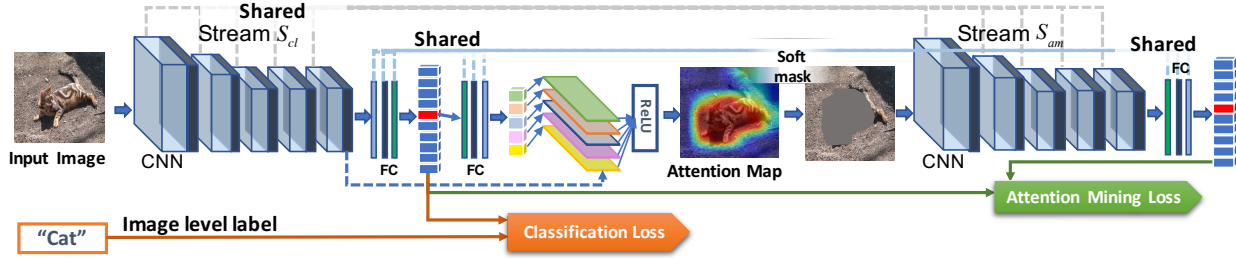 Shared
Stream S_cl
Shared
Soft
mask
Stream S_am
Shared
FC
ReLU
Input Image
CNN
FC
FC
Attention Map
CNN
Attention Mining Loss
"Cat"
Image level label
Classification Loss